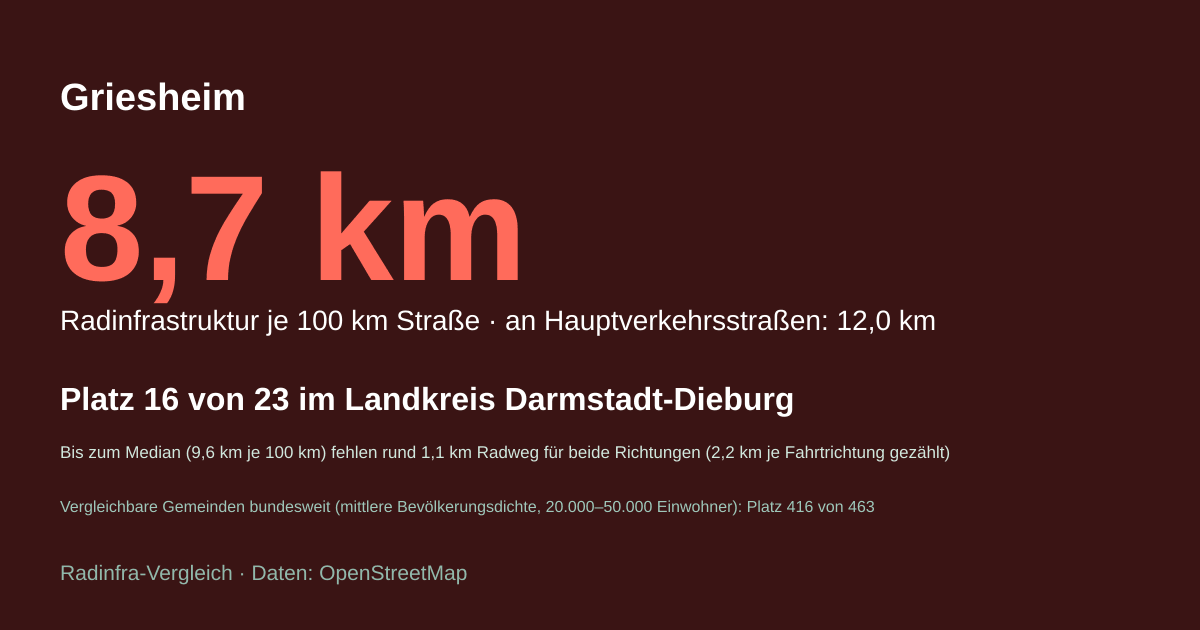 Griesheim
8,7 km
Radinfrastruktur je 100 km Straße · an Hauptverkehrsstraßen: 12,0 km
Platz 16 von 23 im Landkreis Darmstadt-Dieburg
Bis zum Median (9,6 km je 100 km) fehlen rund 1,1 km Radweg für beide Richtungen (2,2 km je Fahrtrichtung gezählt)
Vergleichbare Gemeinden bundesweit (mittlere Bevölkerungsdichte, 20.000–50.000 Einwohner): Platz 416 von 463
Radinfra-Vergleich · Daten: OpenStreetMap